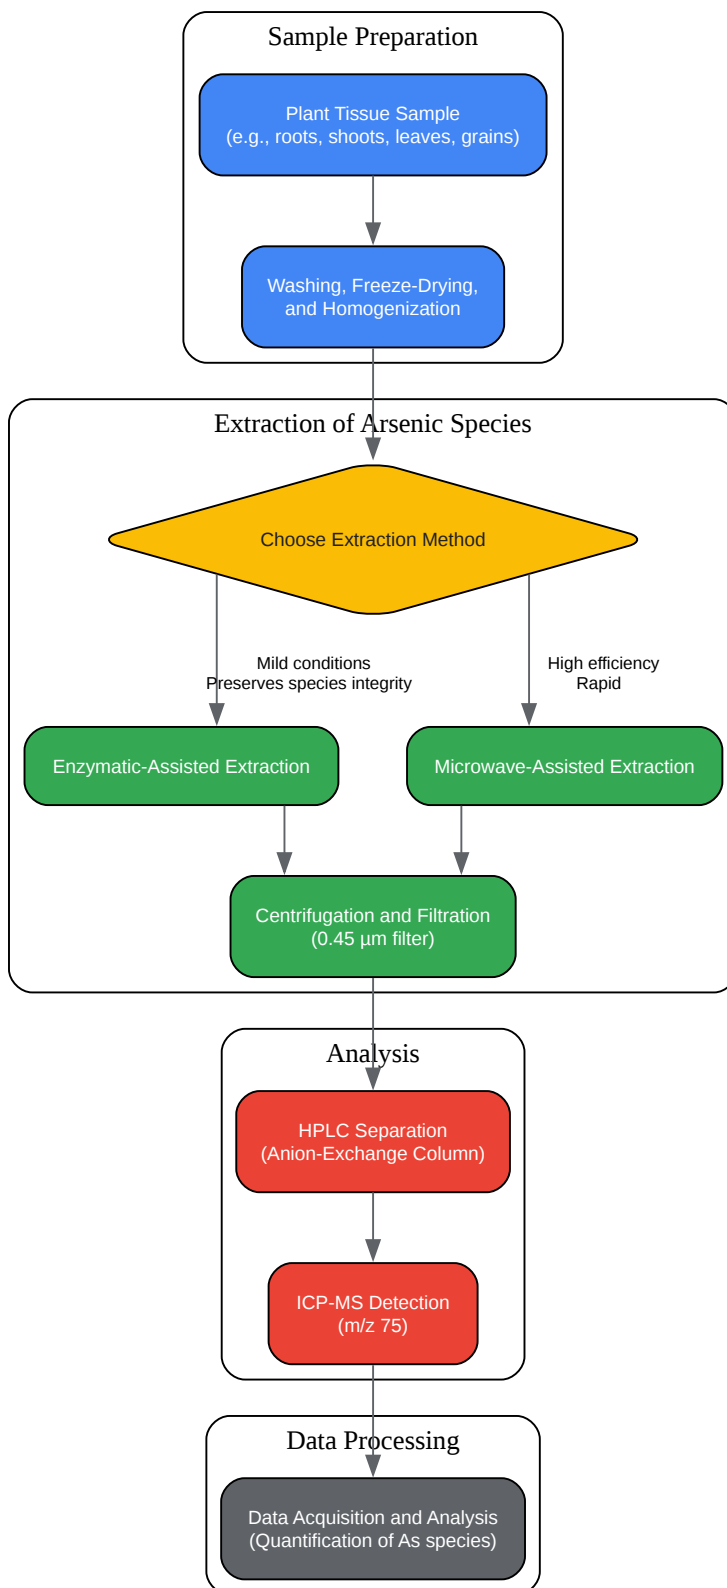 Sample Preparation
Plant Tissue Sample
(e.g., roots, shoots, leaves, grains)
Washing, Freeze-Drying,
and Homogenization
Extraction of Arsenic Species
Choose Extraction Method
Mild conditions
Preserves species integrity
High efficiency
Rapid
Enzymatic-Assisted Extraction
Microwave-Assisted Extraction
Centrifugation and Filtration
(0.45 µm filter)
Analysis
HPLC Separation
(Anion-Exchange Column)
ICP-MS Detection
(m/z 75)
Data Processing
Data Acquisition and Analysis
(Quantification of As species)